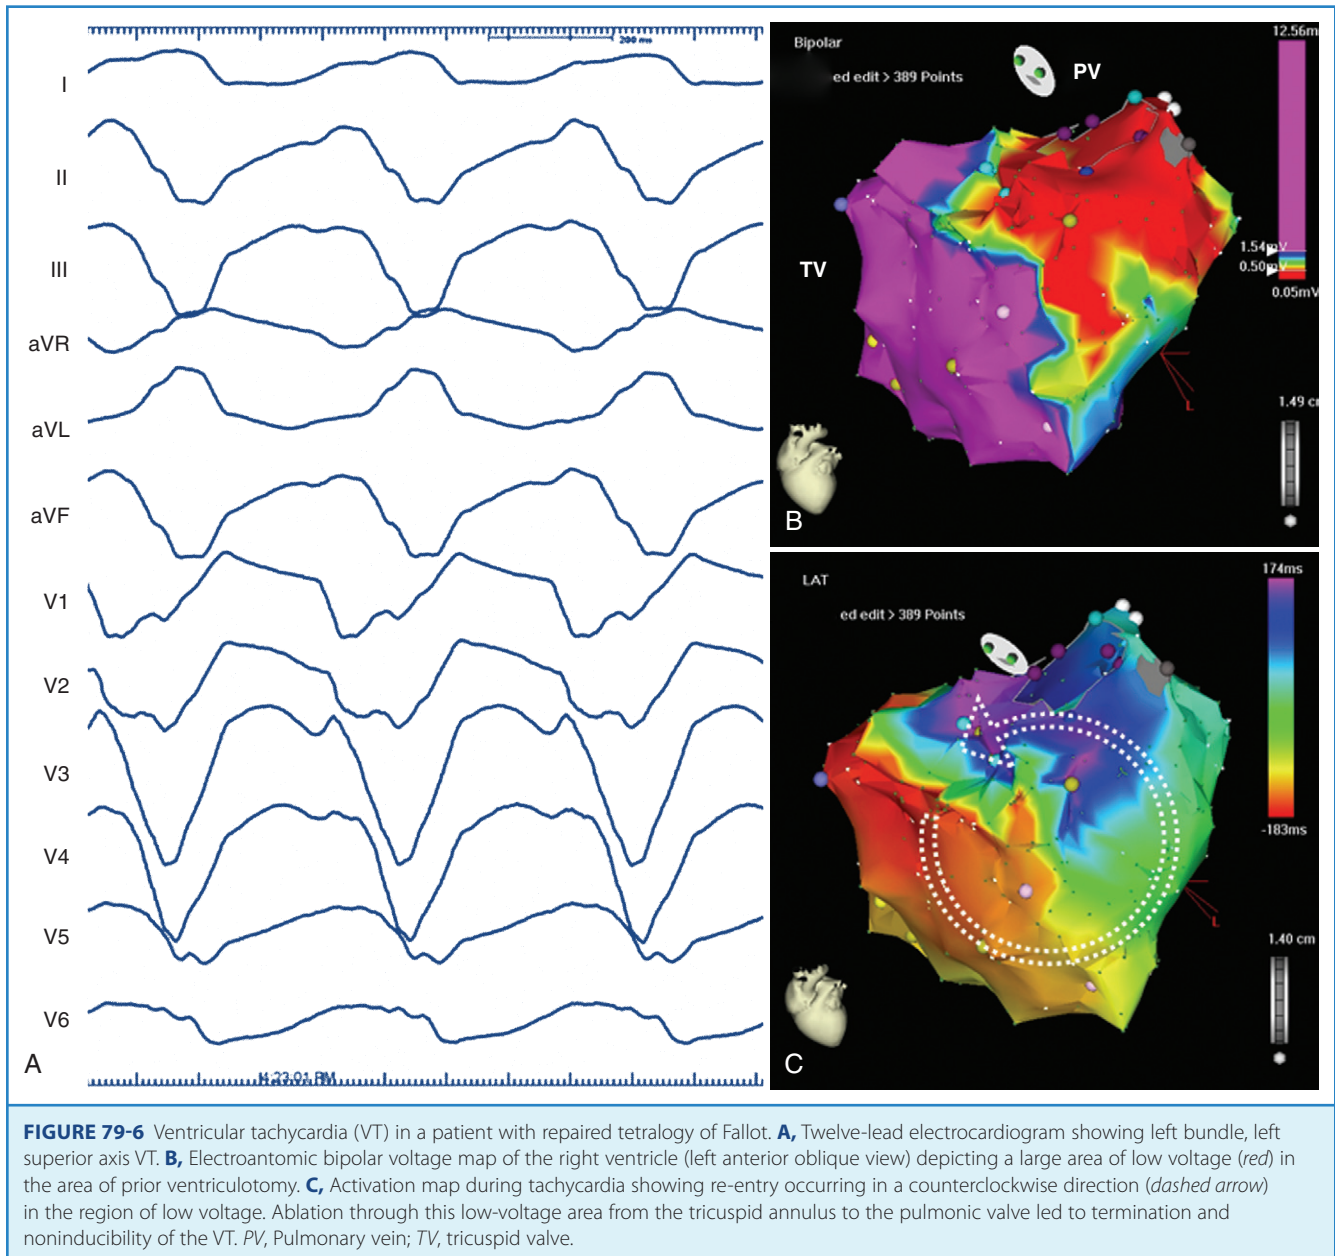 200 ms
I
II
III
aVR
aVL
aVF
V1
V2
V3
V4
V5
V6
A
4:23:01 PM
Bipolar
ed edit > 389 Points
PV
TV
12.56m
1.54mV
0.50mV
0.05mV
L
1.49 cm
B
LAT
ed edit > 389 Points
174ms
-183ms
L
1.40 cm
C
FIGURE 79-6 Ventricular tachycardia (VT) in a patient with repaired tetralogy of Fallot. A, Twelve-lead electrocardiogram showing left bundle, left
superior axis VT. B, Electroantomic bipolar voltage map of the right ventricle (left anterior oblique view) depicting a large area of low voltage (red) in
the area of prior ventriculotomy. C, Activation map during tachycardia showing re-entry occurring in a counterclockwise direction (dashed arrow)
in the region of low voltage. Ablation through this low-voltage area from the tricuspid annulus to the pulmonic valve led to termination and
noninducibility of the VT. PV, Pulmonary vein; TV, tricuspid valve.